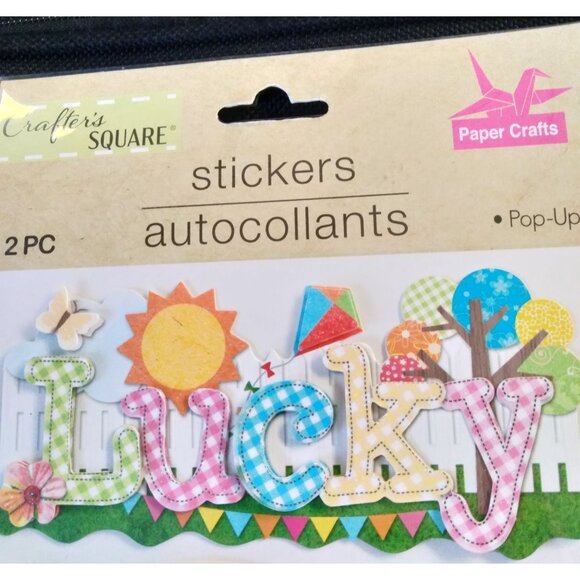 Crafter's
SQUARE®
Paper Crafts
stickers
autocollants
2 PC
• Pop-Up
Lucky